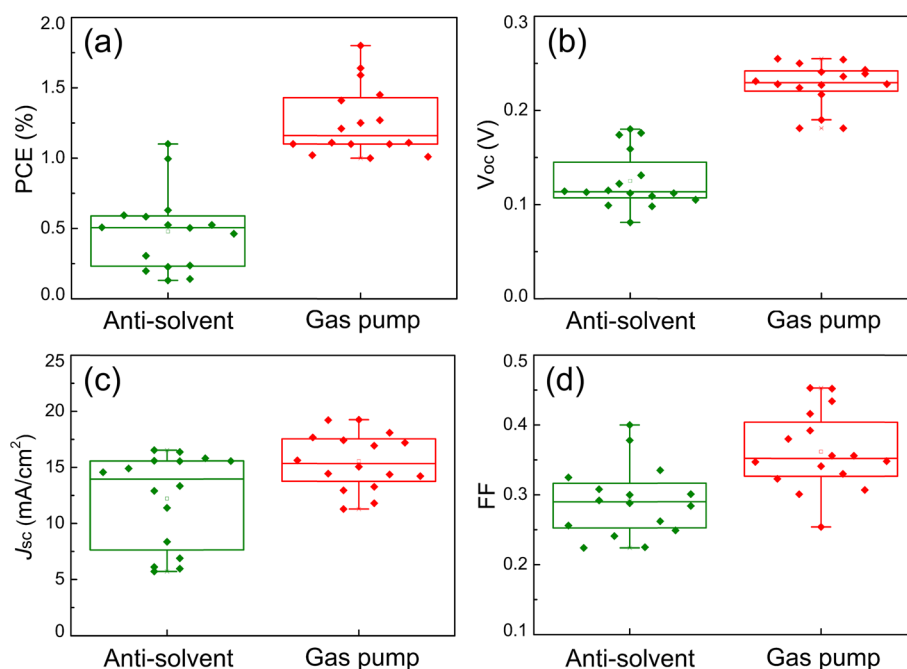 (a)
PCE (%)
2.0
1.5
1.0
0.5
0.0
Anti-solvent Gas pump
(b)
Voc (V)
0.3
0.2
0.1
0.0
Anti-solvent Gas pump
(c)
Jsc (mA/cm²)
25
20
15
10
5
0
Anti-solvent Gas pump
(d)
FF
0.5
0.4
0.3
0.2
0.1
Anti-solvent Gas pump